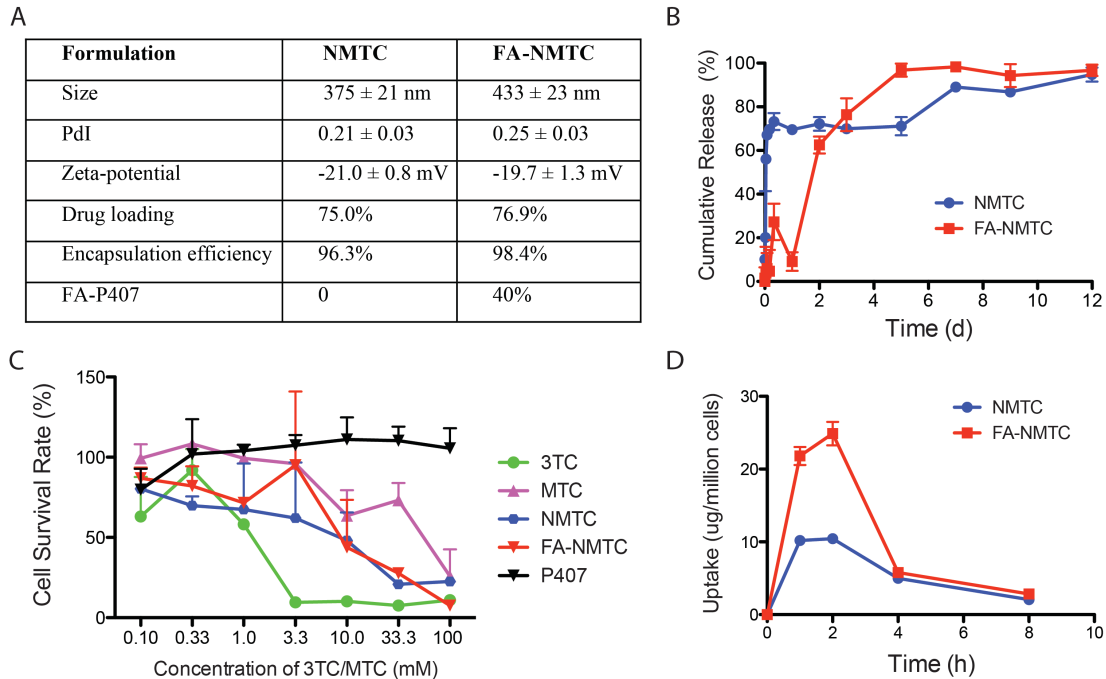 A
Formulation NMTC FA-NMTC
Size 375 ± 21 nm 433 ± 23 nm
PdI 0.21 ± 0.03 0.25 ± 0.03
Zeta-potential -21.0 ± 0.8 mV -19.7 ± 1.3 mV
Drug loading 75.0% 76.9%
Encapsulation efficiency 96.3% 98.4%
FA-P407 0 40%
B
Cumulative Release (%)
100
80
60
40
20
0
NMTC
FA-NMTC
0 2 4 6 8 10 12
Time (d)
C
Cell Survival Rate (%)
150
100
50
0
3TC
MTC
NMTC
FA-NMTC
P407
0.10 0.33 1.0 3.3 10.0 33.3 100
Concentration of 3TC/MTC (mM)
D
Uptake (ug/million cells)
30
20
10
0
NMTC
FA-NMTC
0 2 4 6 8 10
Time (h)